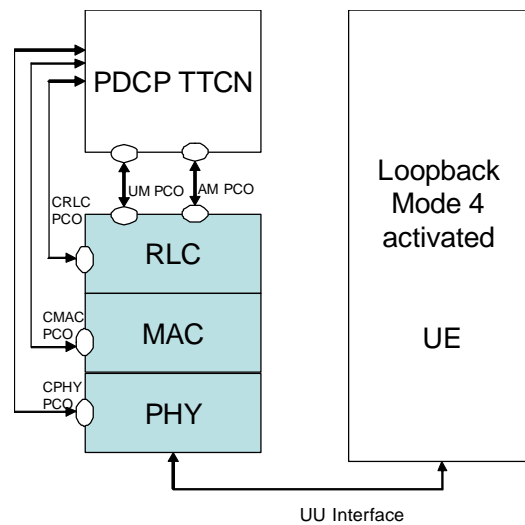 PDCP TTCN
UM PCO
AM PCO
CRLC
PCO
RLC
CMAC
PCO
MAC
CPHY
PCO
PHY
Loopback
Mode 4
activated
UE
UU Interface